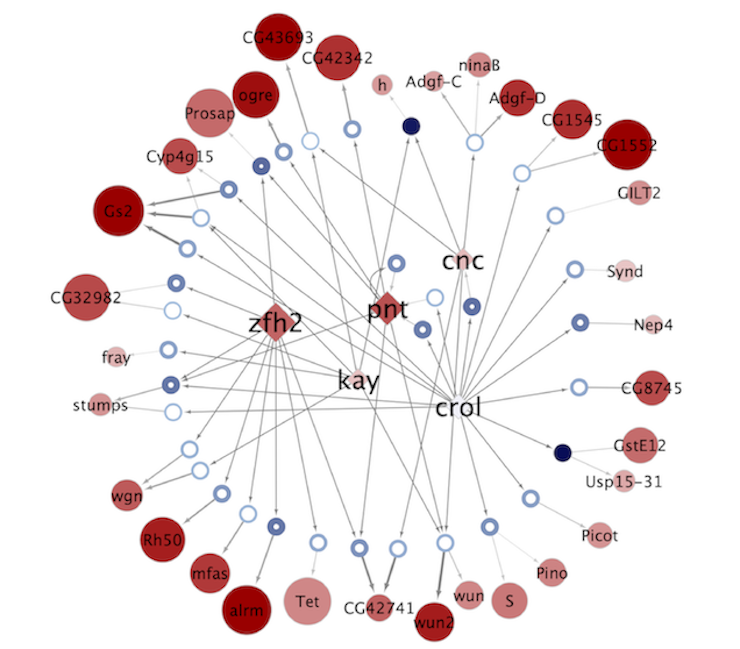 CG43693
CG42342
ninaB
h
Adgf-C
Adgf-D
ogre
Prosap
CG1545
CG1552
Cyp4g15
GILT2
Gs2
cnc
Synd
CG32982
pnt
zfh2
Nep4
fray
kay
CG8745
stumps
crol
GstE12
Usp15-31
wgn
Picot
Rh50
mfas
Pino
Tet
wun
S
alrm
CG42741
wun2